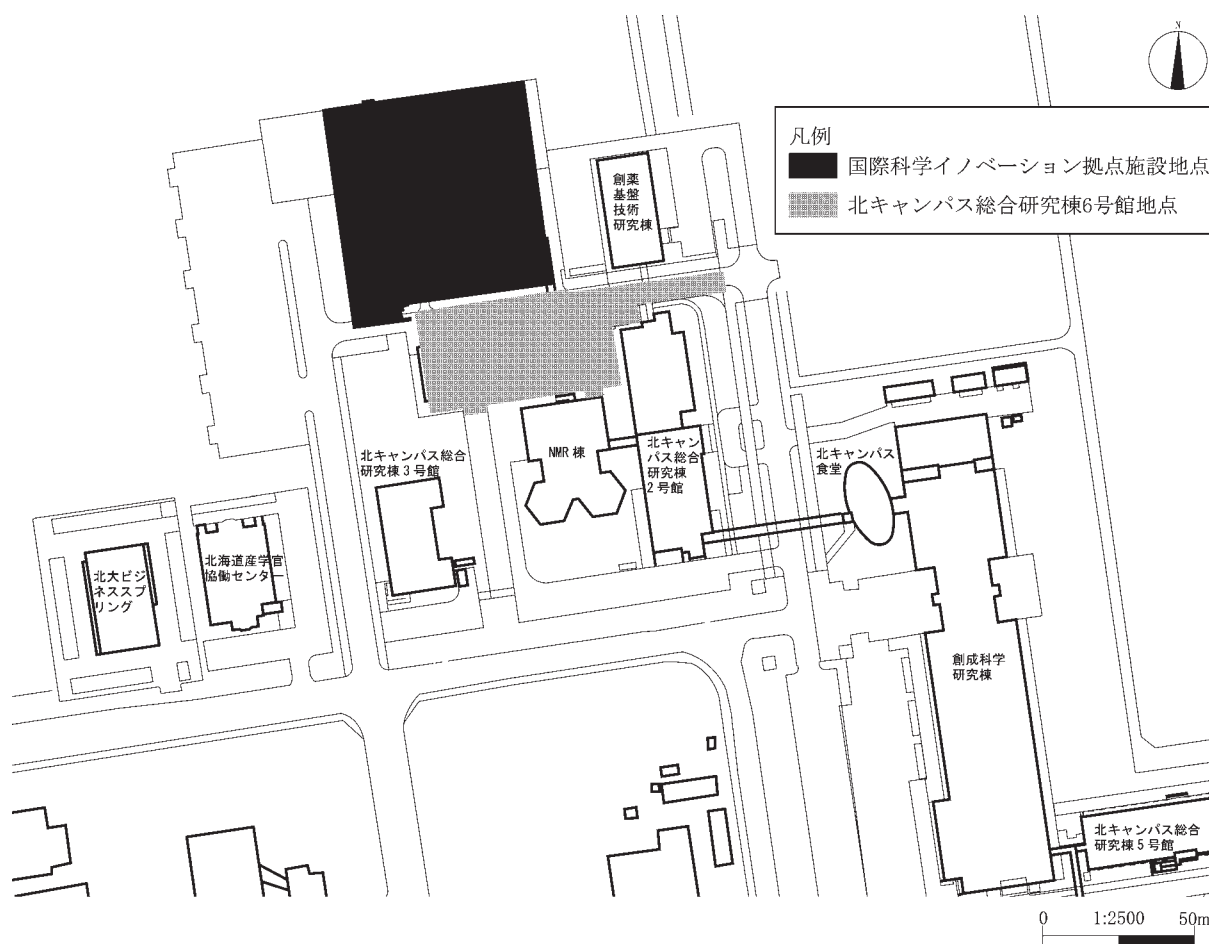 N
凡例
国際科学イノベーション拠点施設地点
北キャンパス総合研究棟6号館地点
創薬
基盤
技術
研究棟
北キャンパス総合
研究棟3号館
NMR棟
北キャン
パス総合
研究棟
2号館
北キャンパス
食堂
北大ビジ
ネススプ
リング
北海道産学官
協働センター
創成科学
研究棟
北キャンパス総合
研究棟5号館
0 1:2500 50m